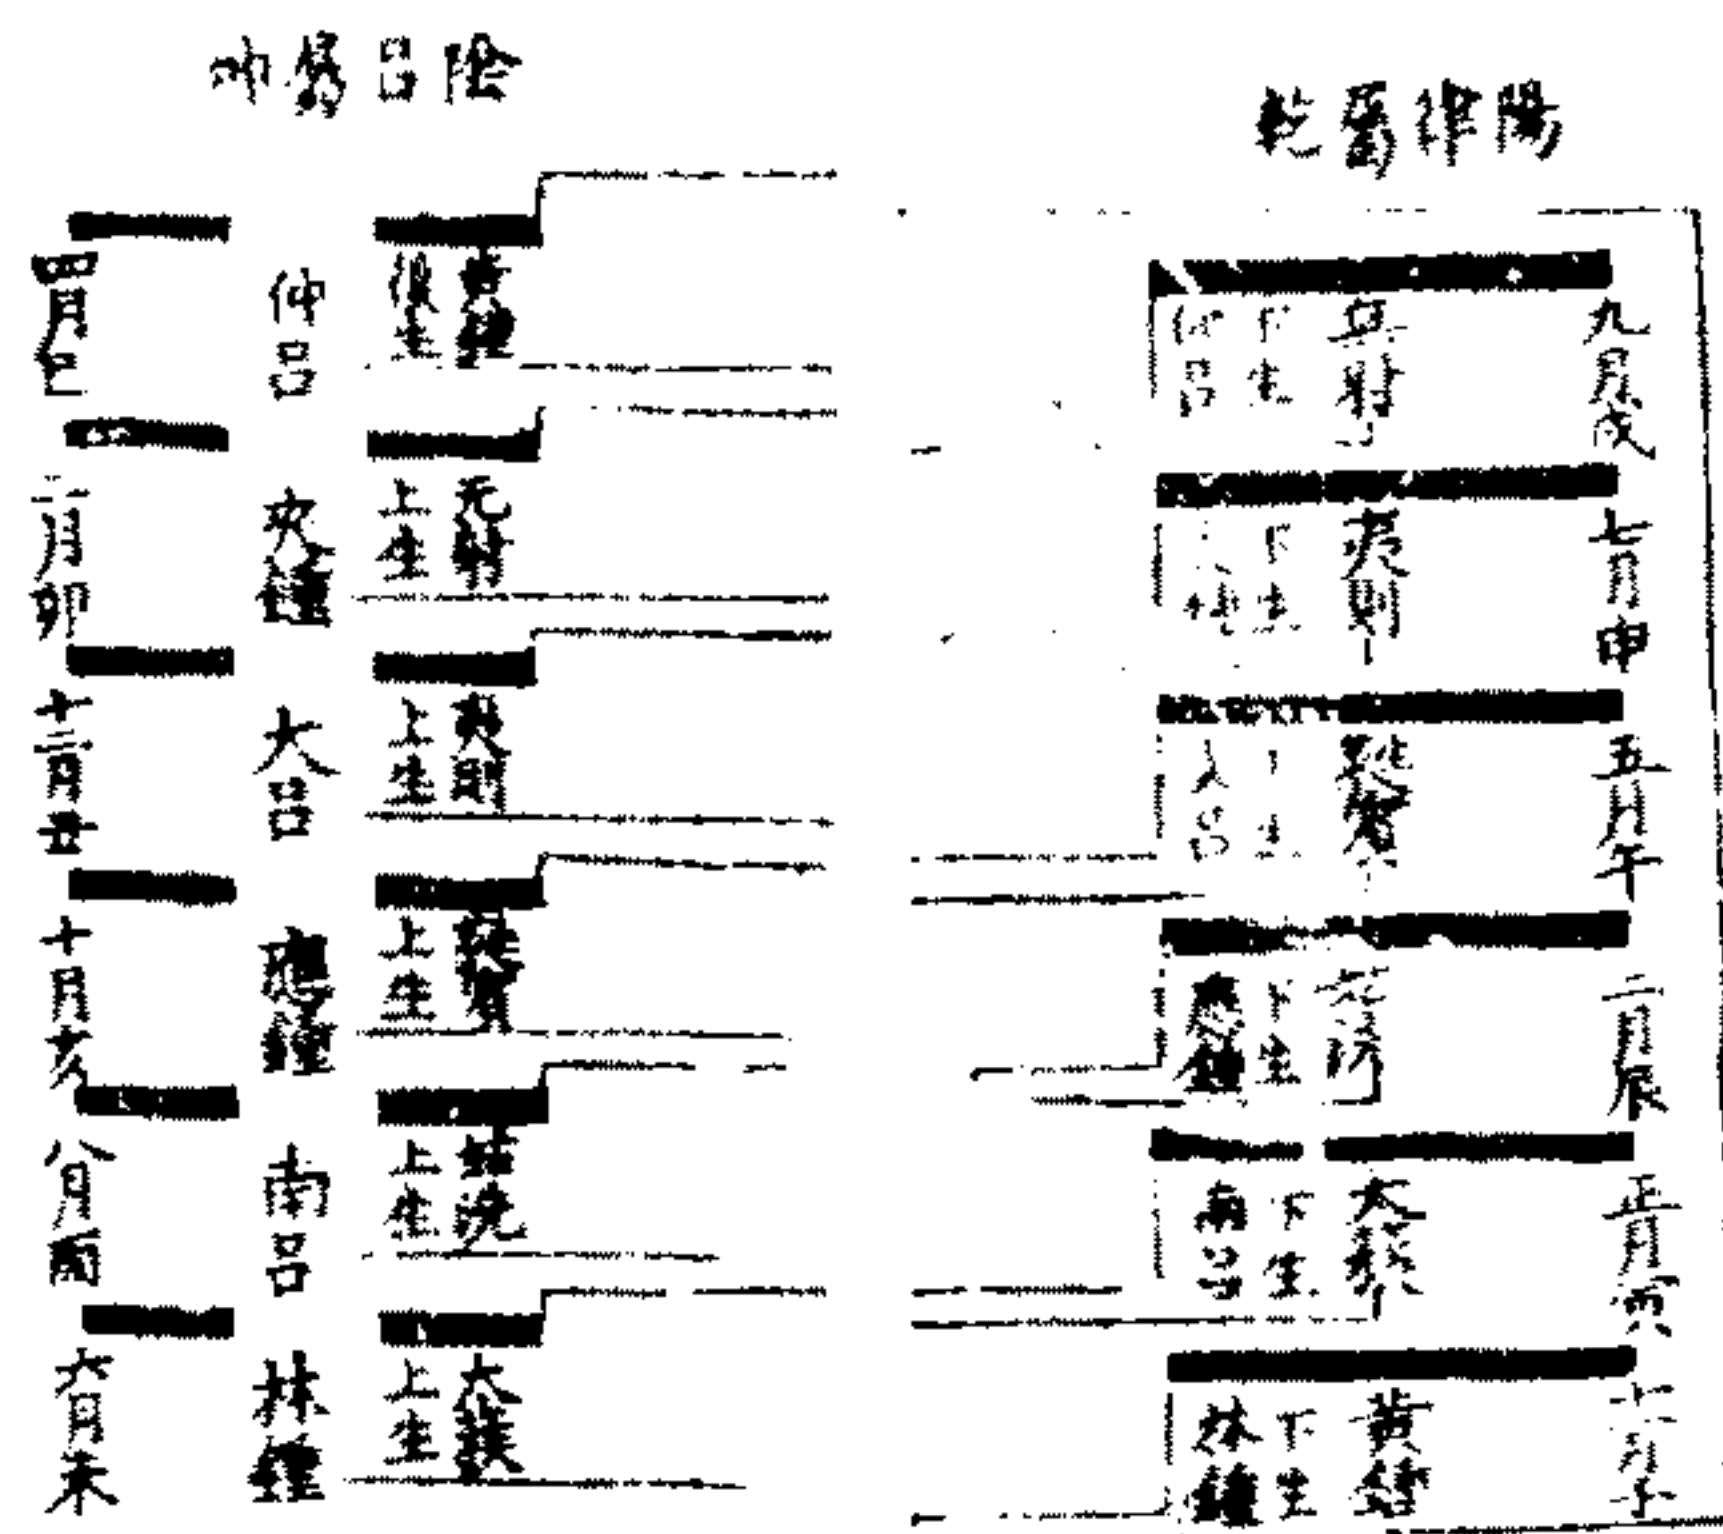 陽律屬乾
九月戌
無射
下生
仲呂
七月申
夷則
下生
夾鐘
五月午
蕤賓
下生
大呂
三月辰
姑洗
下生
應鐘
正月寅
太簇
下生
南呂
十一月子
黃鐘
下生
林鐘
陰呂屬坤
黃鐘
復生
仲呂
四月巳
无射
上生
夾鐘
二月卯
夷則
上生
大呂
十二月丑
蕤賓
上生
應鐘
十月亥
姑洗
上生
南呂
八月酉
太簇
上生
林鐘
六月未